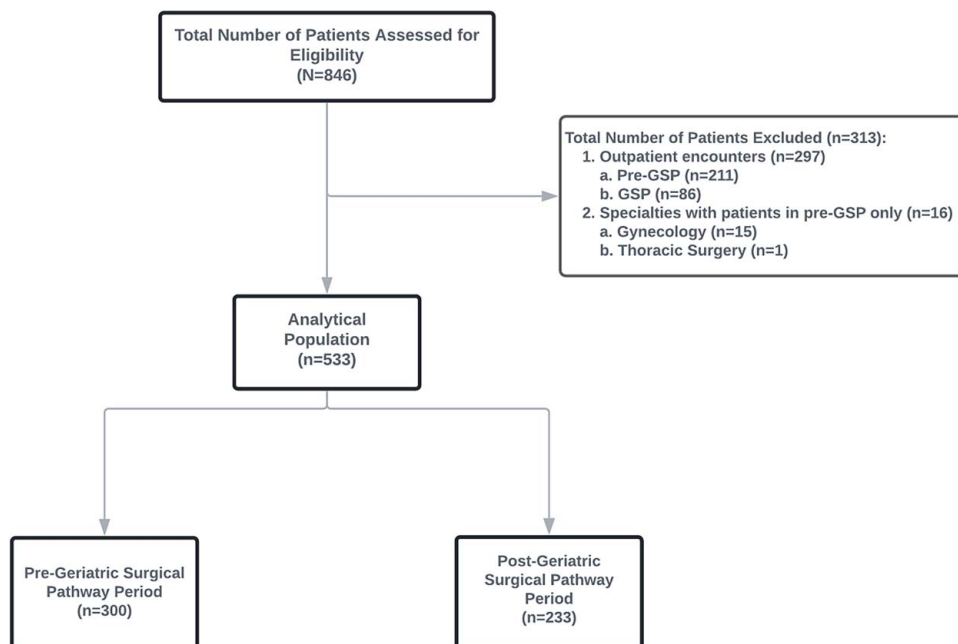 Total Number of Patients Assessed for
Eligibility
(N=846)
Total Number of Patients Excluded (n=313):
1. Outpatient encounters (n=297)
a. Pre-GSP (n=211)
b. GSP (n=86)
2. Specialties with patients in pre-GSP only (n=16)
a. Gynecology (n=15)
b. Thoracic Surgery (n=1)
Analytical
Population
(n=533)
Pre-Geriatric Surgical
Pathway Period
(n=300)
Post-Geriatric
Surgical Pathway
Period
(n=233)